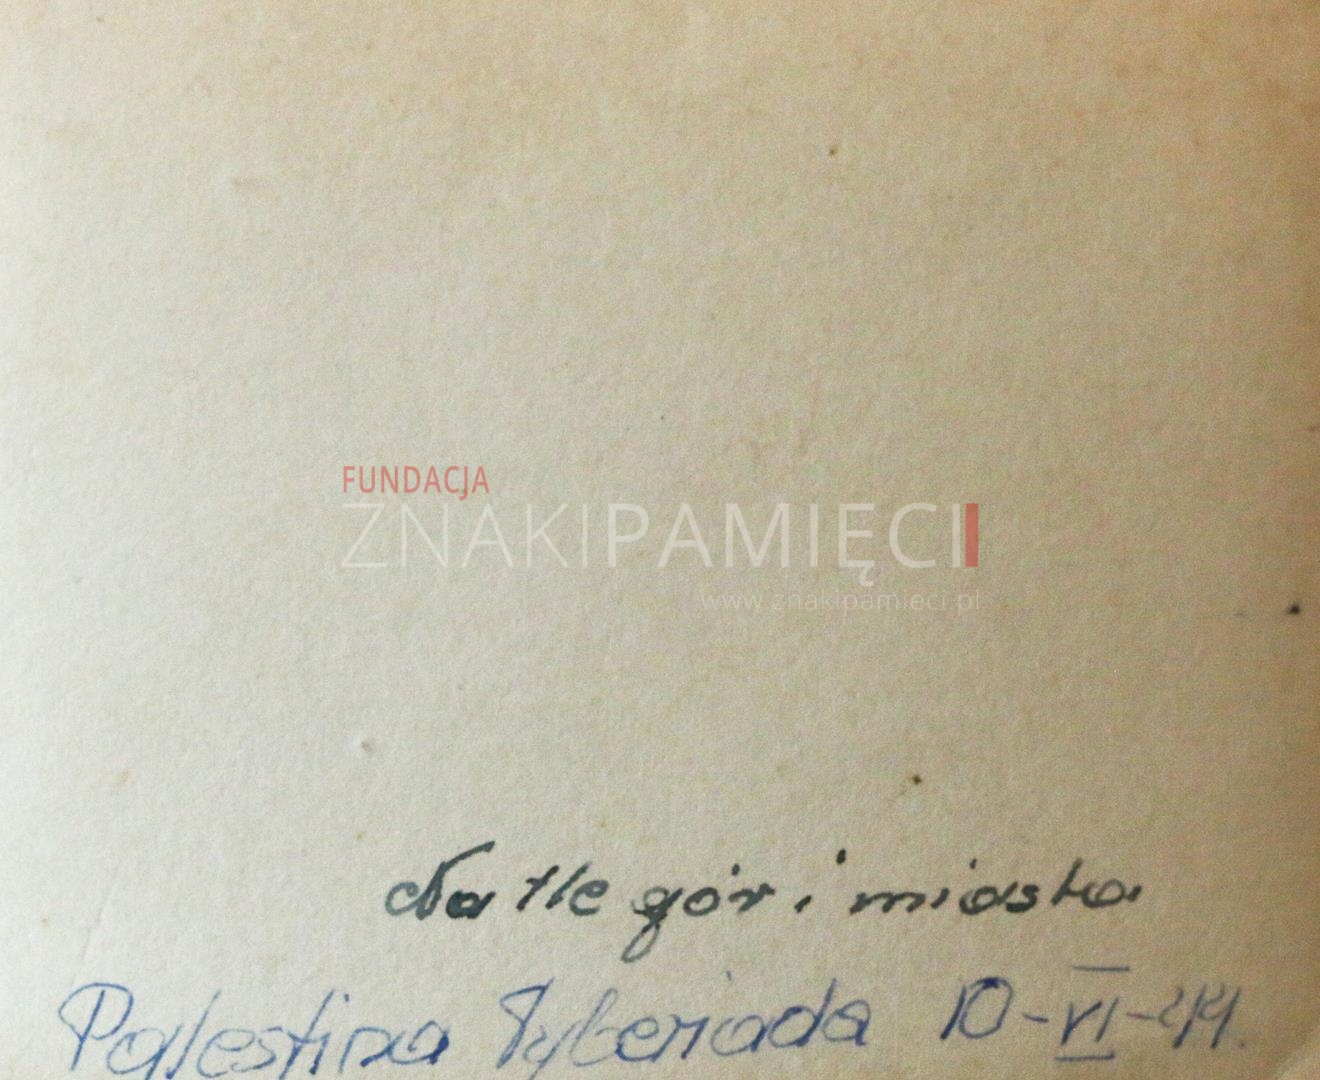 FUNDACJA
ZNAKIPAMIĘCI
www.znakipamieci.pl
Na tle gór i miasta
Palestina Tyberiada 10-VI-44.